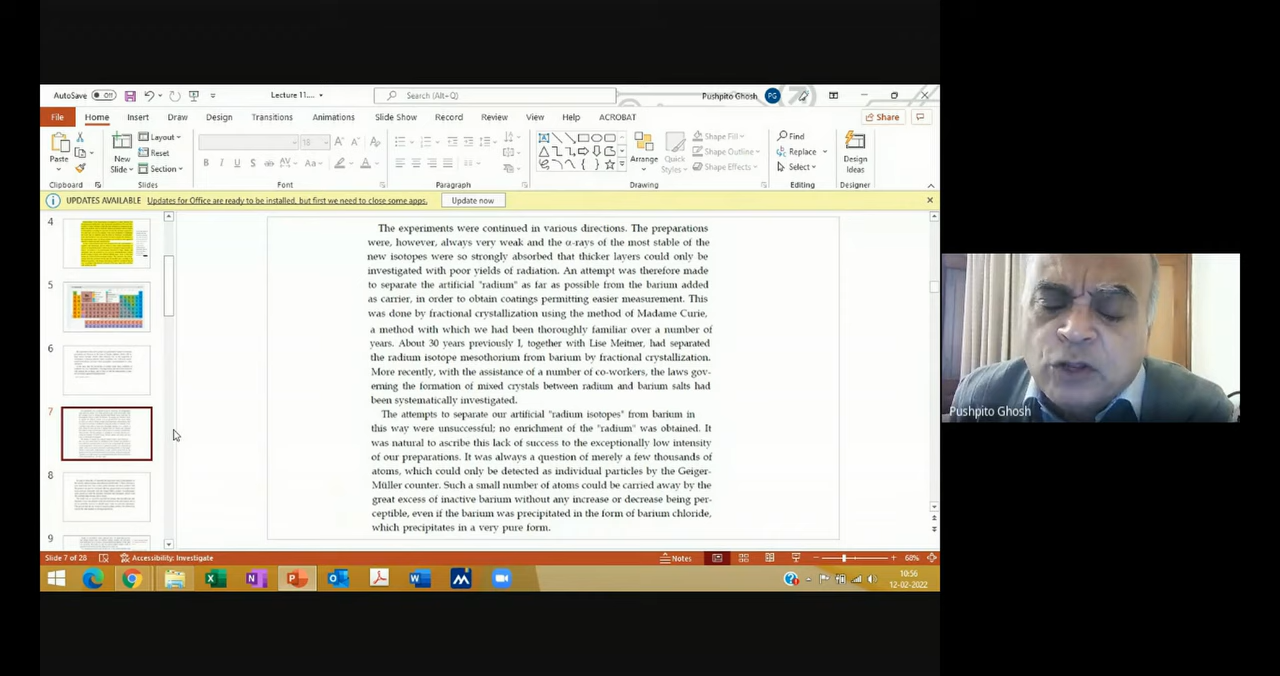 AutoSave Off
Lecture 11....
Search (Alt+Q)
Pushpito Ghosh
PG
File Home Insert Draw Design Transitions Animations Slide Show Record Review View Help ACROBAT
Share
Paste
New Slide
Layout
Reset
Section
18
Aa
Arrange
Quick Styles
Shape Fill
Shape Outline
Shape Effects
Find
Replace
Select
Design Ideas
Clipboard Slides Font Paragraph Drawing Editing Designer
UPDATES AVAILABLE Updates for Office are ready to be installed, but first we need to close some apps. Update now
4
5
6
7
8
9
The experiments were continued in various directions. The preparations
were, however, always very weak and the α-rays of the most stable of the
new isotopes were so strongly absorbed that thicker layers could only be
investigated with poor yields of radiation. An attempt was therefore made
to separate the artificial "radium" as far as possible from the barium added
as carrier, in order to obtain coatings permitting easier measurement. This
was done by fractional crystallization using the method of Madame Curie,
a method with which we had been thoroughly familiar over a number of
years. About 30 years previously I, together with Lise Meitner, had separated
the radium isotope mesothorium from barium by fractional crystallization.
More recently, with the assistance of a number of co-workers, the laws gov-
erning the formation of mixed crystals between radium and barium salts had
been systematically investigated.
The attempts to separate our artificial "radium isotopes" from barium in
this way were unsuccessful; no enrichment of the "radium" was obtained. It
was natural to ascribe this lack of success to the exceptionally low intensity
of our preparations. It was always a question of merely a few thousands of
atoms, which could only be detected as individual particles by the Geiger-
Müller counter. Such a small number of atoms could be carried away by the
great excess of inactive barium without any increase or decrease being per-
ceptible, even if the barium was precipitated in the form of barium chloride,
which precipitates in a very pure form.
Pushpito Ghosh
Slide 7 of 28
Accessibility: Investigate
Notes
68%
10:56
12-02-2022